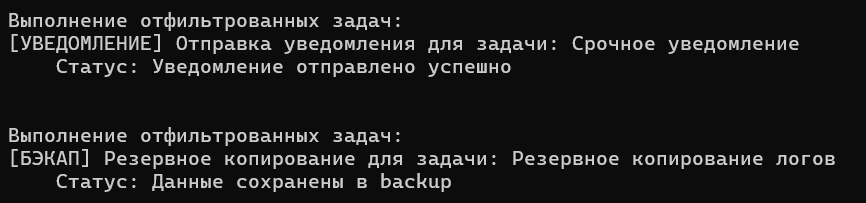 Выполнение отфильтрованных задач:
[УВЕДОМЛЕНИЕ] Отправка уведомления для задачи: Срочное уведомление
Статус: Уведомление отправлено успешно
Выполнение отфильтрованных задач:
[БЭКАП] Резервное копирование для задачи: Резервное копирование логов
Статус: Данные сохранены в backup